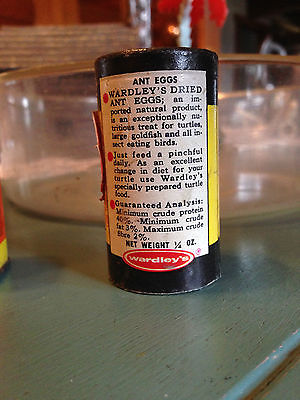 ANT EGGS
WARDLEY'S DRIED
ANT EGGS; an im-
ported natural product,
is an exceptionally nu-
tritious treat for turtles,
large goldfish and all in-
sect eating birds.
Just feed a pinchful
daily. As an excellent
change in diet for your
turtle use Wardley's
specially prepared turtle
food.
Guaranteed Analysis:
Minimum crude protein
40%. Minimum crude
fat 3%. Maximum crude
fibre 2%.
NET WEIGHT ¼ OZ.
wardley's®